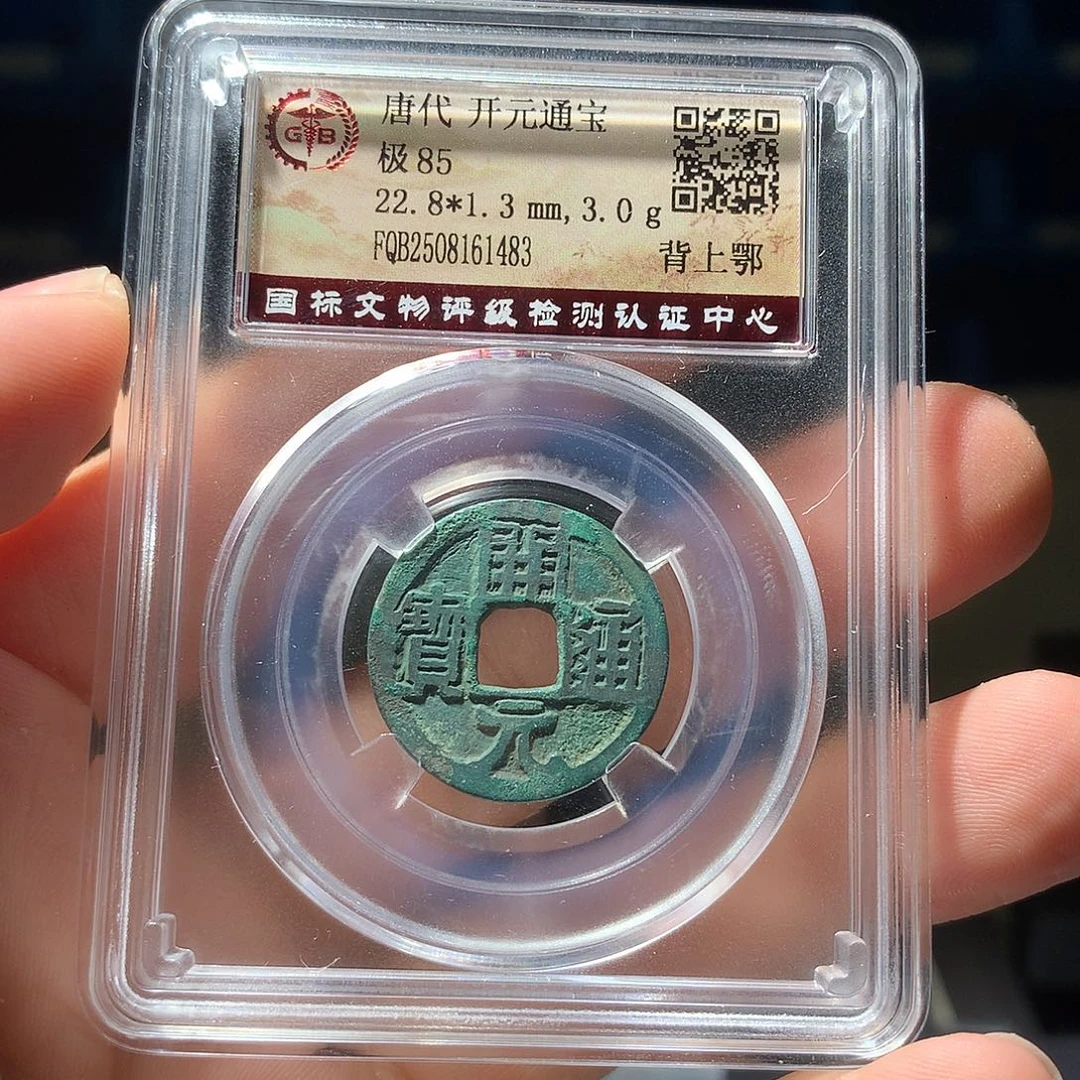 GB
唐代 开元通宝
极85
22.8*1.3 mm, 3.0 g
FQB2508161483
背上鄂
国标文物评级检测认证中心
開
寶 通
元